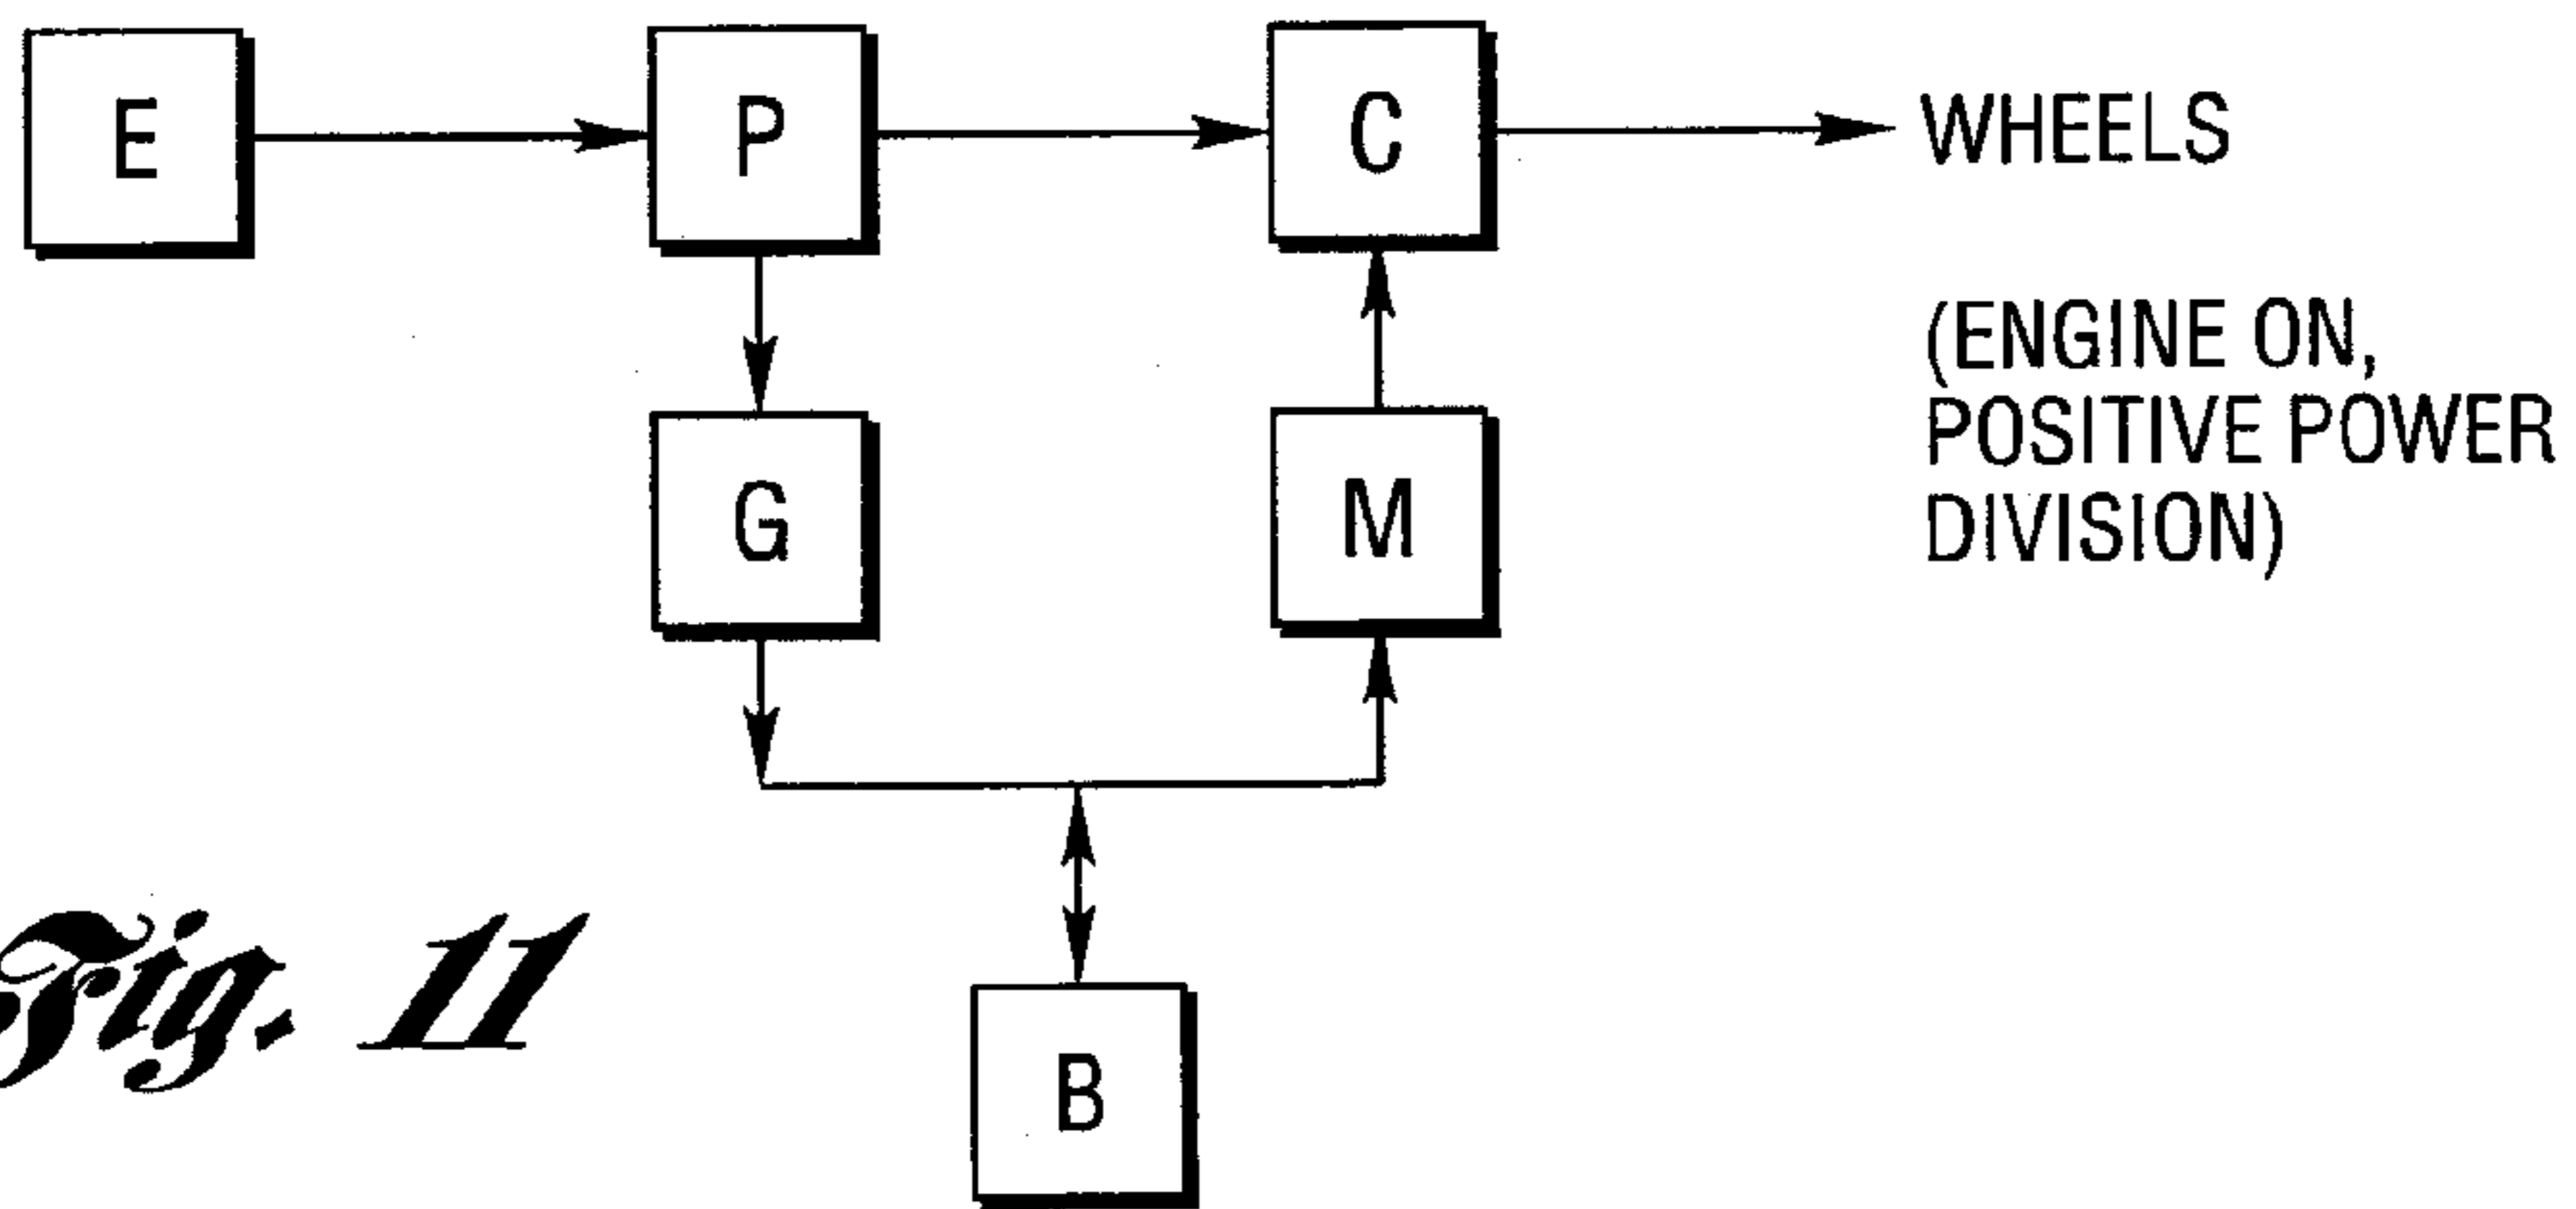 E
P
C
WHEELS
(ENGINE ON,
POSITIVE POWER
DIVISION)
G
M
B
Fig. 11